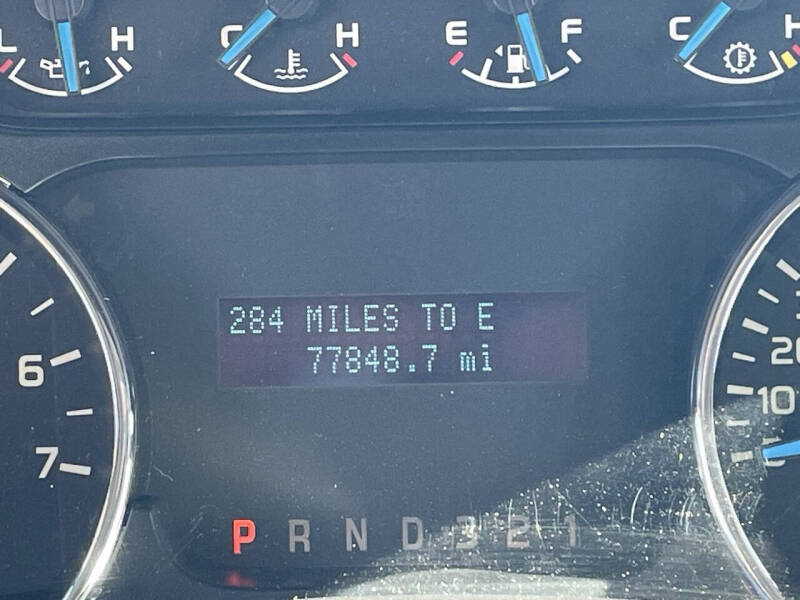 L H C H E F C H
284 MILES TO E
77848.7 mi
6
7
20
10
P R N D 3 2 1